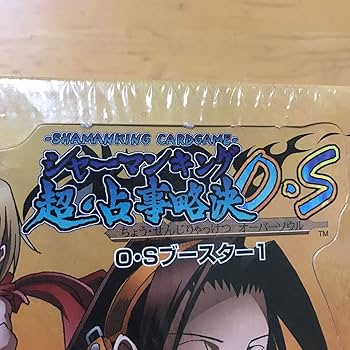 -SHAMANKING CARDGAME-
シャーマンキング
超・占事略決 O・S
ちょう・せんじりゃっけつ オーバーソウル
TM
O・Sブースター1